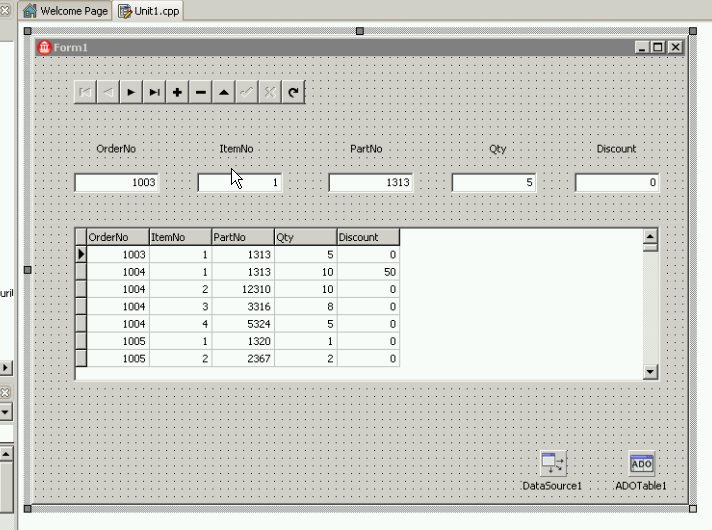 Welcome Page Unit1.cpp
Form1
OrderNo ItemNo PartNo Qty Discount
1003 1 1313 5 0
OrderNo ItemNo PartNo Qty Discount
1003 1 1313 5 0
1004 1 1313 10 50
1004 2 12310 10 0
1004 3 3316 8 0
1004 4 5324 5 0
1005 1 1320 1 0
1005 2 2367 2 0
ADO
DataSource1 ADOTable1